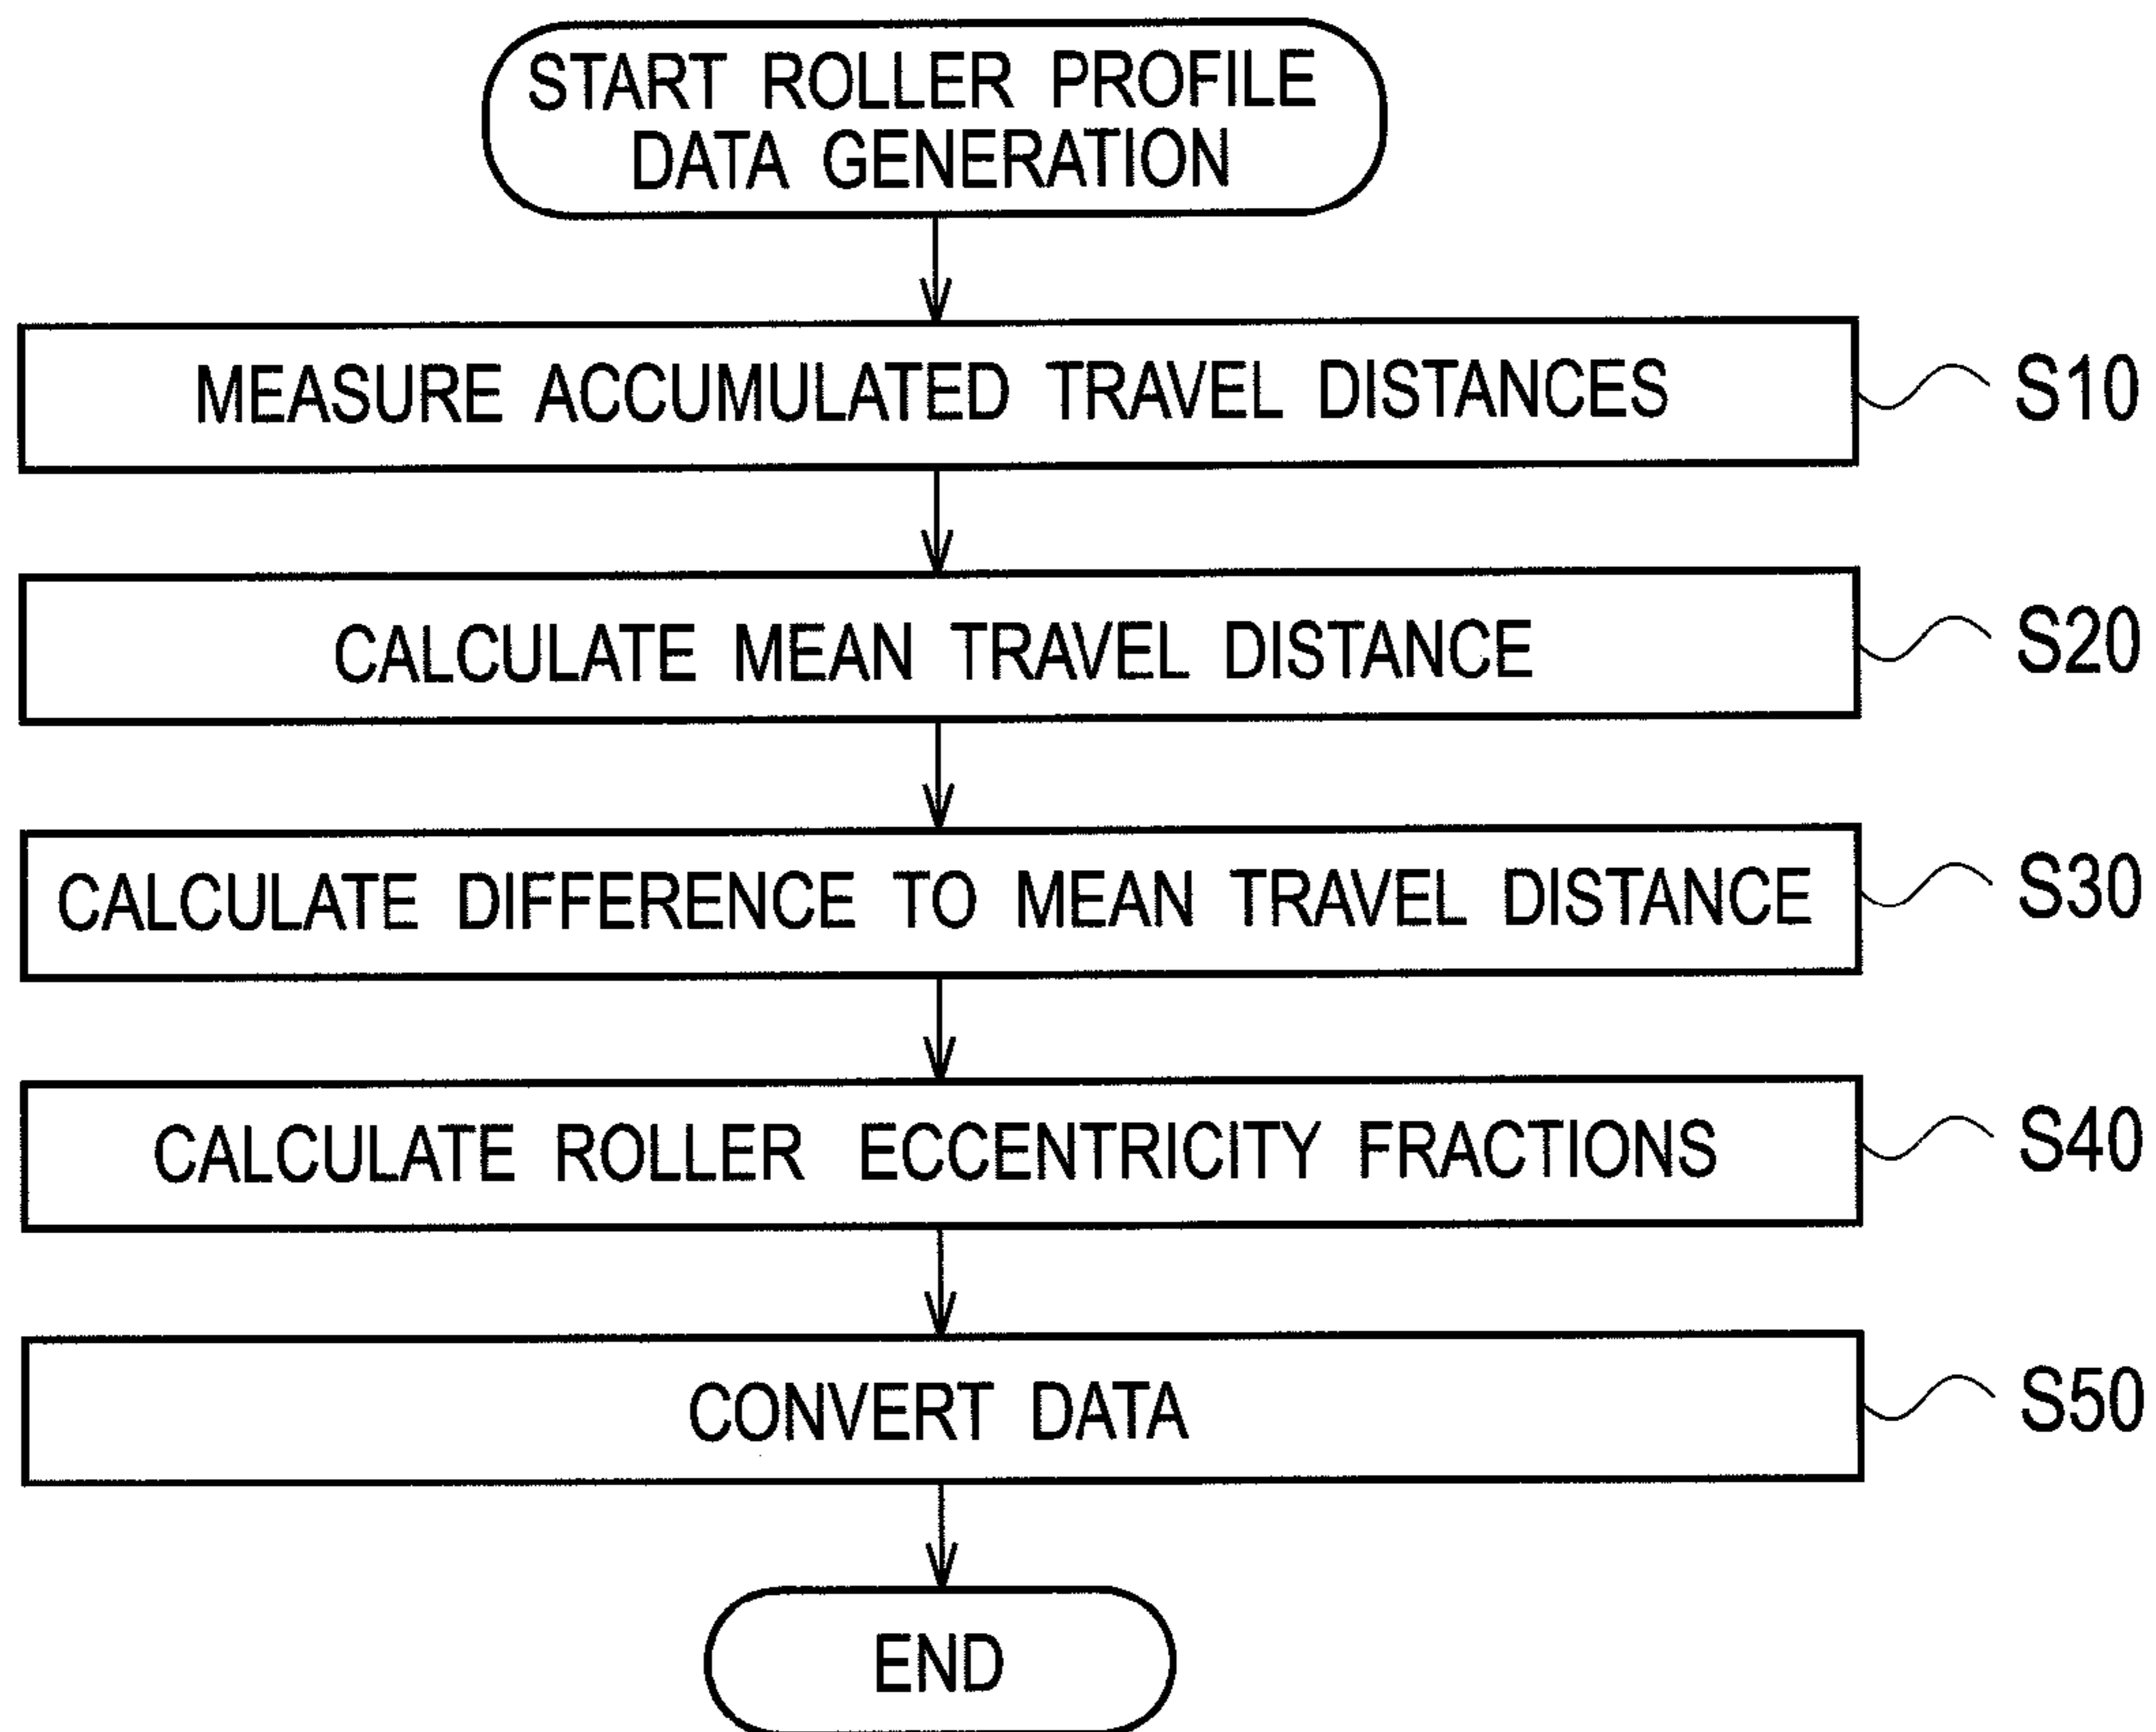 START ROLLER PROFILE
DATA GENERATION
MEASURE ACCUMULATED TRAVEL DISTANCES
S10
CALCULATE MEAN TRAVEL DISTANCE
S20
CALCULATE DIFFERENCE TO MEAN TRAVEL DISTANCE
S30
CALCULATE ROLLER ECCENTRICITY FRACTIONS
S40
CONVERT DATA
S50
END